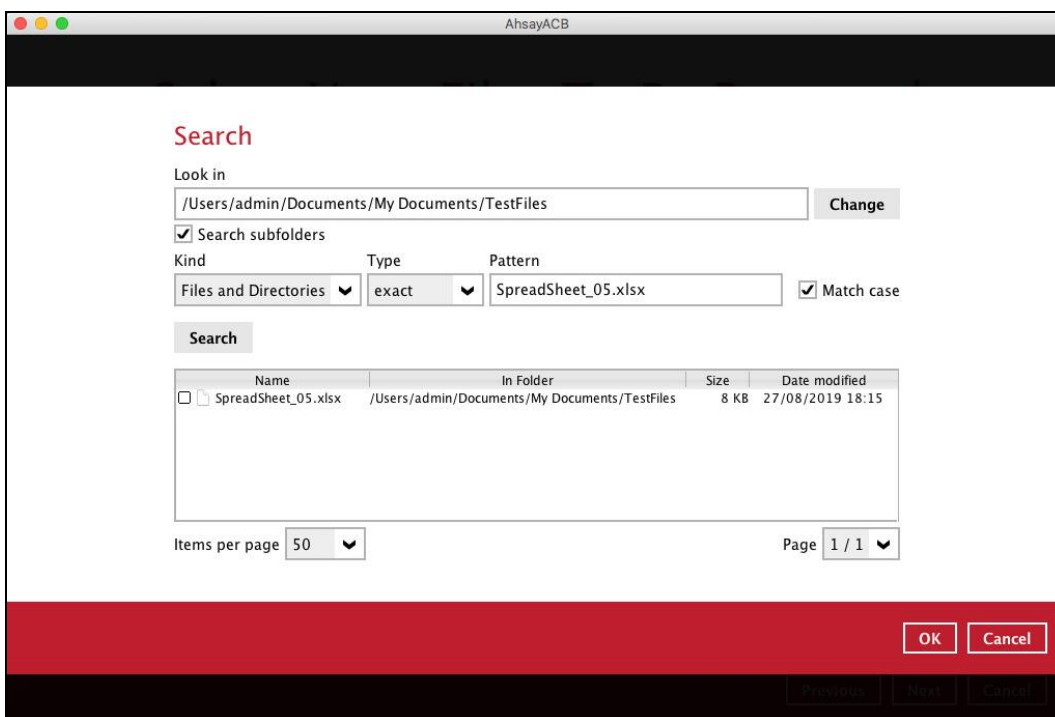 AhsayACB
Search
Look in
/Users/admin/Documents/My Documents/TestFiles
Change
Search subfolders
Kind Type Pattern
Files and Directories exact SpreadSheet_05.xlsx Match case
Search
Name In Folder Size Date modified
SpreadSheet_05.xlsx /Users/admin/Documents/My Documents/TestFiles 8 KB 27/08/2019 18:15
Items per page 50 Page 1 / 1
OK Cancel
Previous Next Cancel